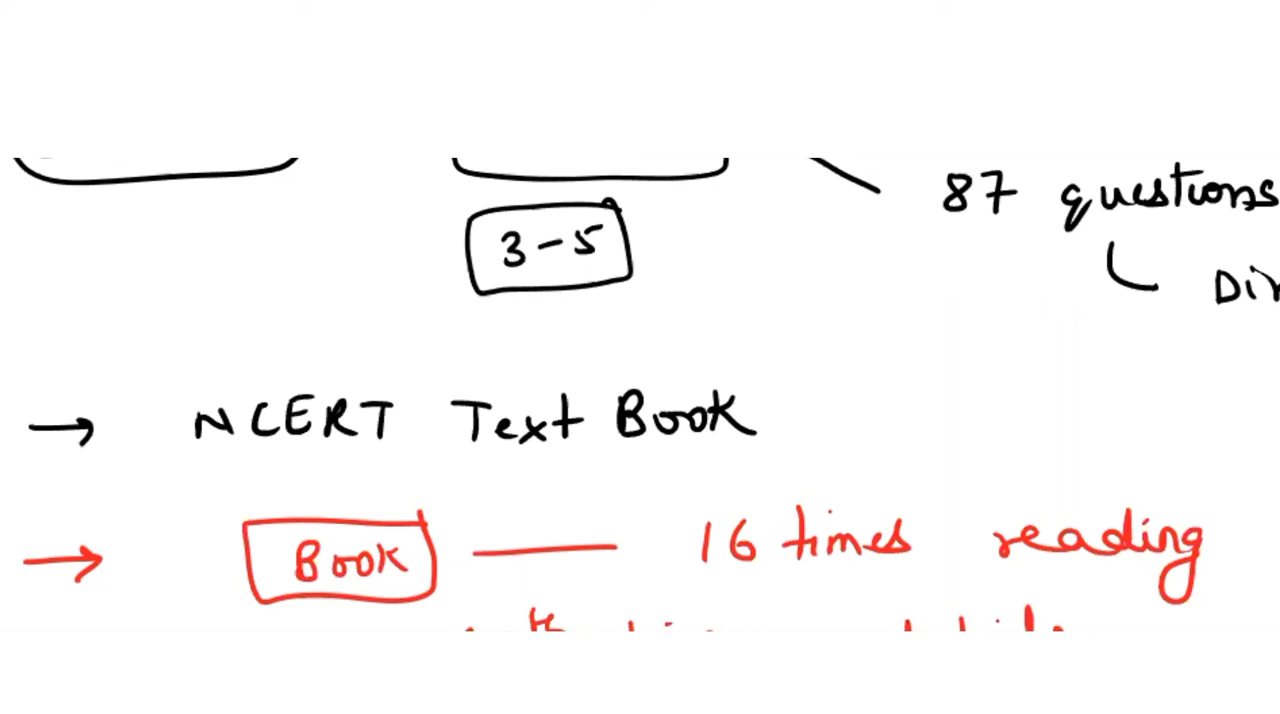 87 questions
3-5
NCERT Text Book
Book — 16 times reading